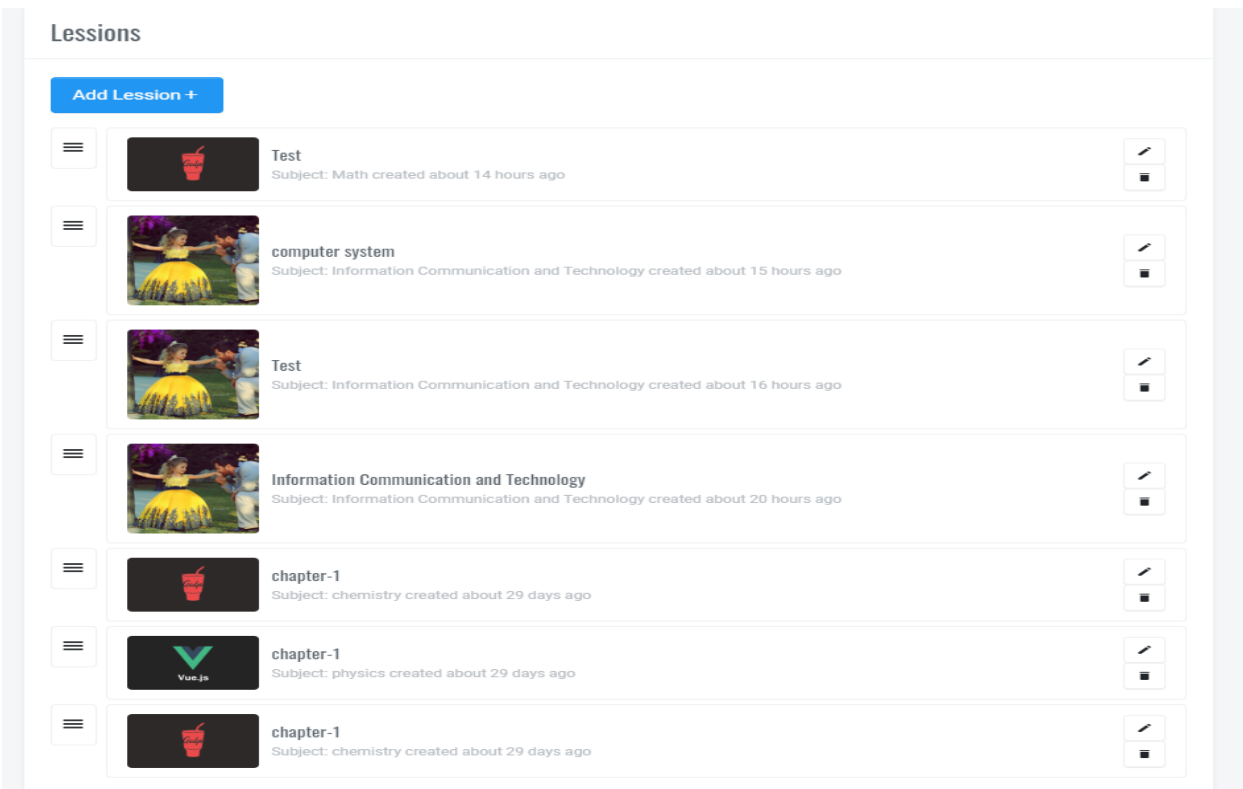 Lessions
Add Lession +
Gulp
Test
Subject: Math created about 14 hours ago
computer system
Subject: Information Communication and Technology created about 15 hours ago
Test
Subject: Information Communication and Technology created about 16 hours ago
Information Communication and Technology
Subject: Information Communication and Technology created about 20 hours ago
Gulp
chapter-1
Subject: chemistry created about 29 days ago
Vue.js
chapter-1
Subject: physics created about 29 days ago
Gulp
chapter-1
Subject: chemistry created about 29 days ago